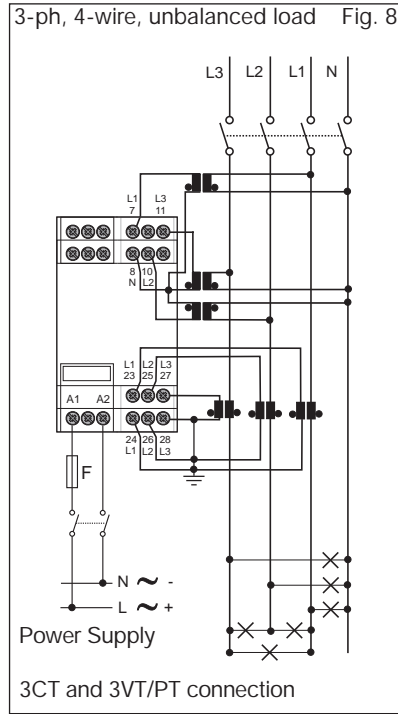 3-ph, 4-wire, unbalanced load Fig. 8
L3 L2 L1 N
L1 L3
7 11
8 10
N L2
L1 L2 L3
23 25 27
A1 A2
24 26 28
L1 L2 L3
F
N ~ -
L ~ +
Power Supply
3CT and 3VT/PT connection